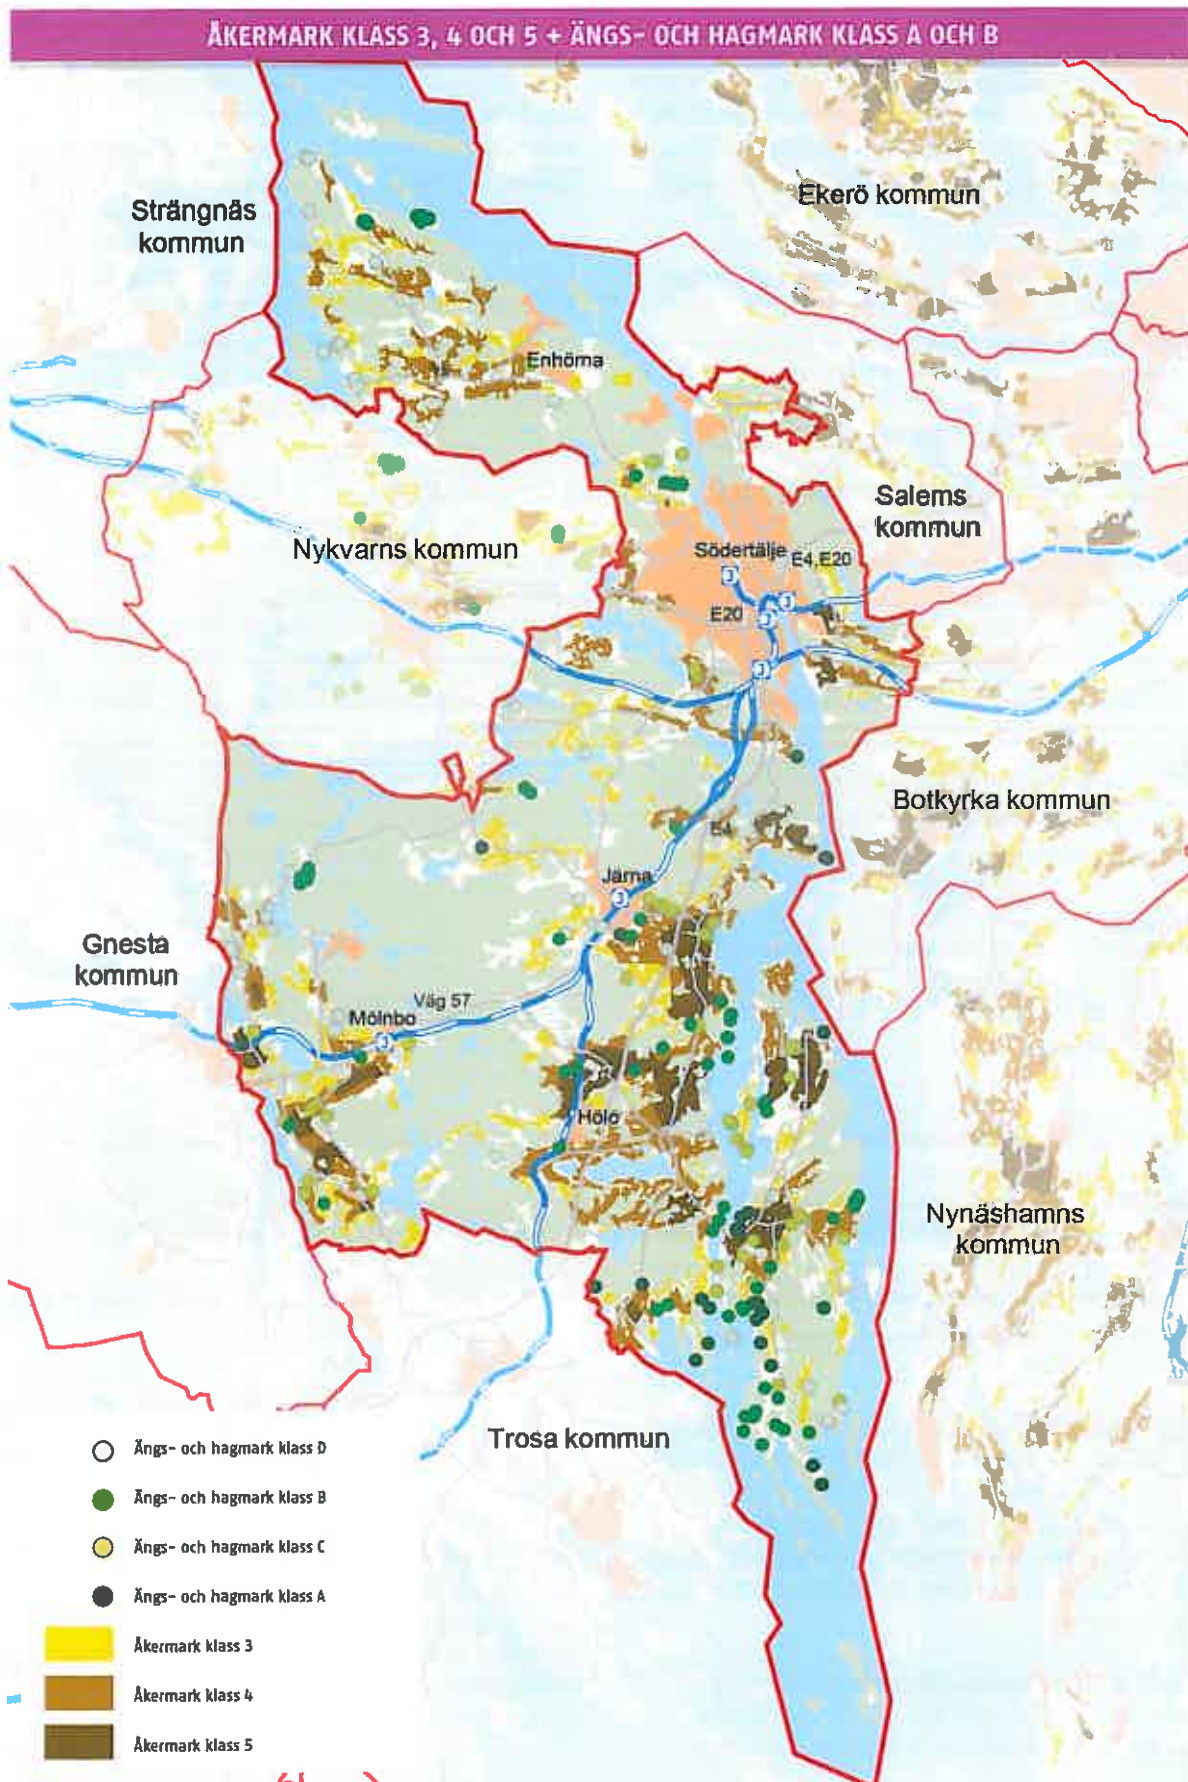 ÅKERMARK KLASS 3, 4 OCH 5 + ÄNGS- OCH HAGMARK KLASS A OCH B
Ekerö kommun
Strängnäs
kommun
Enhörna
Salems
kommun
Nykvarns kommun
Södertälje
E4,E20
E20
Botkyrka kommun
E4
Järna
Gnesta
kommun
Väg 57
Mölnbo
Hölö
Nynäshamns
kommun
Trosa kommun
Ängs- och hagmark klass D
Ängs- och hagmark klass B
Ängs- och hagmark klass C
Ängs- och hagmark klass A
Åkermark klass 3
Åkermark klass 4
Åkermark klass 5